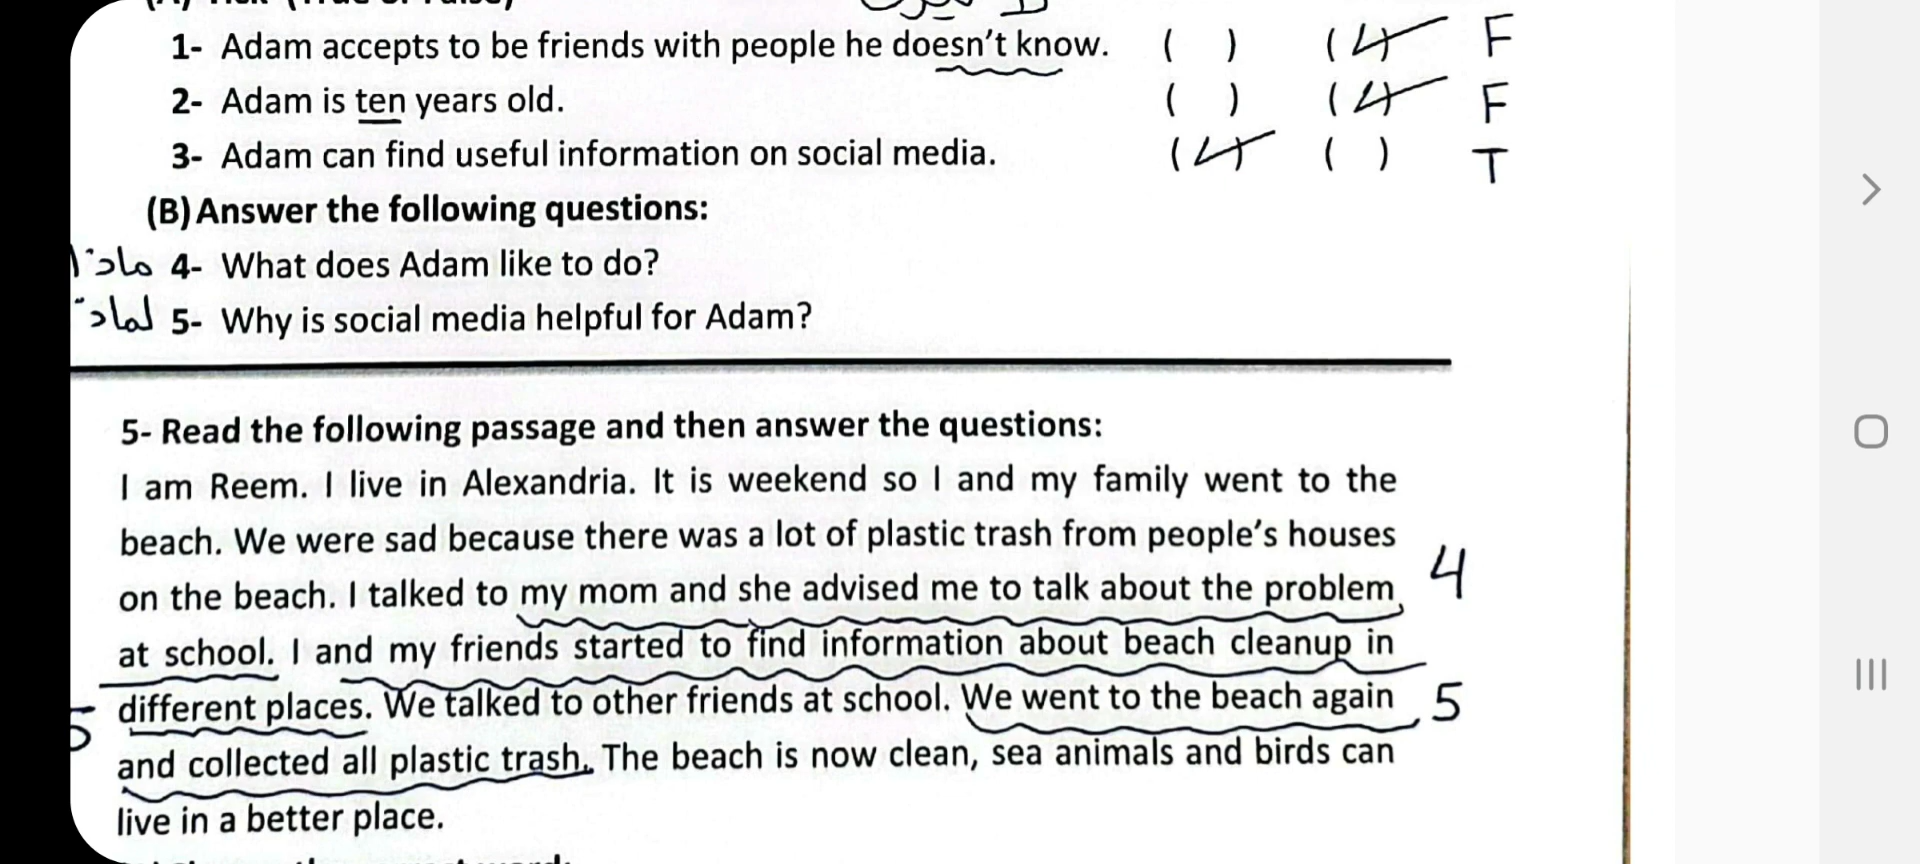 1- Adam accepts to be friends with people he doesn't know. ( ) (✓) F
2- Adam is ten years old. ( ) (✓) F
3- Adam can find useful information on social media. (✓) ( ) T
(B) Answer the following questions:
ماذا 4- What does Adam like to do?
لماذ 5- Why is social media helpful for Adam?
5- Read the following passage and then answer the questions:
I am Reem. I live in Alexandria. It is weekend so I and my family went to the
beach. We were sad because there was a lot of plastic trash from people's houses
on the beach. I talked to my mom and she advised me to talk about the problem 4
at school. I and my friends started to find information about beach cleanup in
5 different places. We talked to other friends at school. We went to the beach again 5
and collected all plastic trash. The beach is now clean, sea animals and birds can
live in a better place.